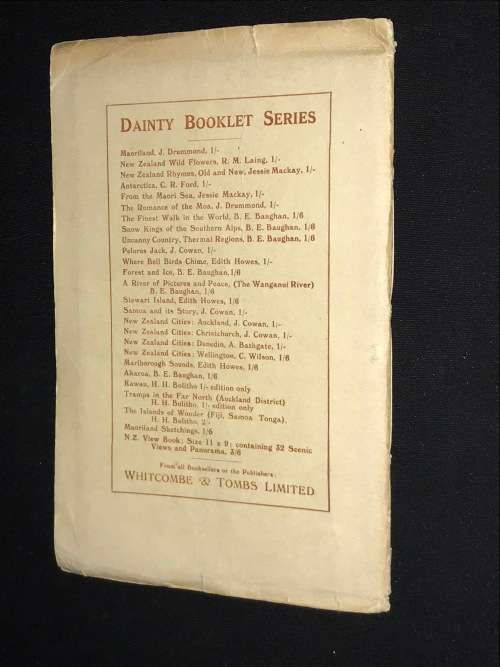 DAINTY BOOKLET SERIES
Maoriland, J. Drummond, 1/-
New Zealand Wild Flowers, R. M. Laing, 1/-
New Zealand Rhymes, Old and New, Jessie Mackay, 1/-
Antarctica, C. R. Ford, 1/-
From the Maori Sea, Jessie Mackay, 1/-
The Romance of the Moa, J. Drummond, 1/-
The Finest Walk in the World, B. E. Baughan, 1/6
Snow Kings of the Southern Alps, B. E. Baughan, 1/6
Uncanny Country, Thermal Regions, B. E. Baughan, 1/6
Pelorus Jack, J. Cowan, 1/-
Where Bell Birds Chime, Edith Howes, 1/-
Forest and Ice, B. E. Baughan, 1/6
A River of Pictures and Peace, (The Wanganui River)
B. E. Baughan, 1/6
Stewart Island, Edith Howes, 1/6
Samoa and its Story, J. Cowan, 1/-
New Zealand Cities: Auckland, J. Cowan, 1/-
New Zealand Cities: Christchurch, J. Cowan, 1/-
New Zealand Cities: Dunedin, A. Bathgate, 1/-
New Zealand Cities: Wellington, C. Wilson, 1/6
Marlborough Sounds, Edith Howes, 1/6
Akaroa, B. E. Baughan, 1/6
Kawau, H. H. Bolitho 1/- edition only
Tramps in the Far North (Auckland District)
H. H. Bolitho, 1/- edition only
The Islands of Wonder (Fiji, Samoa Tonga).
H. H. Bolitho, 2/-
Maoriland Sketchings, 1/6
N.Z. View Book; Size 11 x 9; containing 32 Scenic
Views and Panorama, 3/6
From all Booksellers or the Publishers:
WHITCOMBE & TOMBS LIMITED